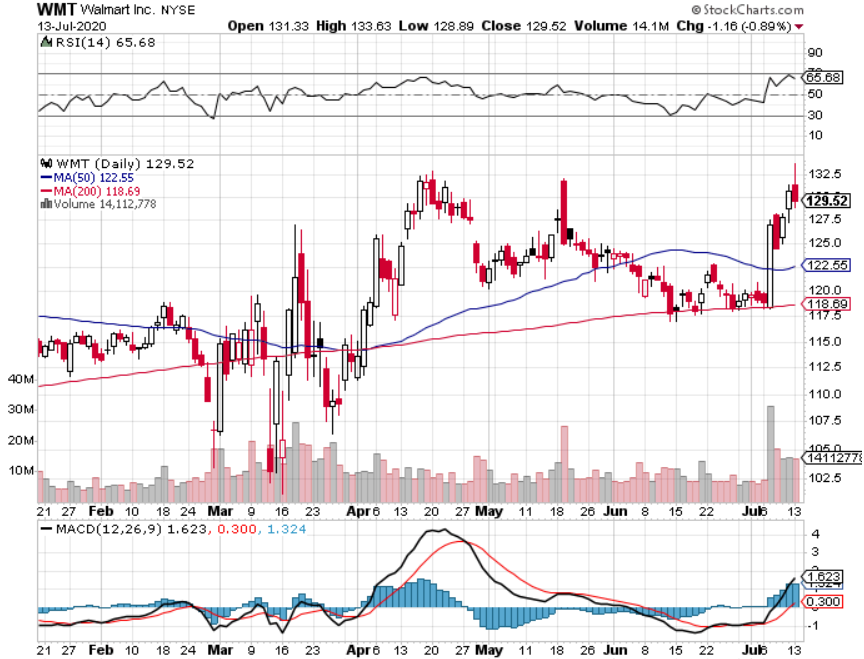 WMT Walmart Inc. NYSE © StockCharts.com
13-Jul-2020 Open 131.33 High 133.63 Low 128.89 Close 129.52 Volume 14.1M Chg -1.16 (-0.89%)
RSI(14) 65.68
90
65.68
50
30
10
WMT (Daily) 129.52
MA(50) 122.55
MA(200) 118.69
Volume 14,112,778
132.5
129.52
127.5
125.0
122.55
120.0
118.69
117.5
115.0
112.5
110.0
107.5
105.0
102.5
40M
30M
20M
10M
14112778
21 27 Feb 10 18 24 Mar 9 16 23 Apr 6 13 20 27 May 11 18 26 Jun 8 15 22 Jul 6 13
MACD(12,26,9) 1.623, 0.300, 1.324
4
3
1.623
1.324
0.300
-1
21 27 Feb 10 18 24 Mar 9 16 23 Apr 6 13 20 27 May 11 18 26 Jun 8 15 22 Jul 6 13